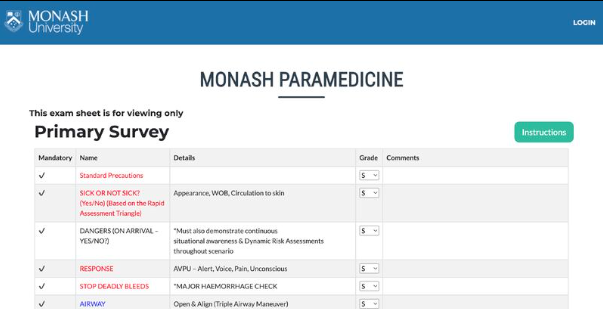 MONASH
University
LOGIN
MONASH PARAMEDICINE
This exam sheet is for viewing only
Primary Survey
Instructions
Mandatory Name Details Grade Comments
✓ Standard Precautions S
✓ SICK OR NOT SICK? Appearance, WOB, Circulation to skin S
(Yes/No) (Based on the Rapid
Assessment Triangle)
✓ DANGERS (ON ARRIVAL – *Must also demonstrate continuous S
YES/NO?) situational awareness & Dynamic Risk Assessments
throughout scenario
✓ RESPONSE AVPU – Alert, Voice, Pain, Unconscious S
✓ STOP DEADLY BLEEDS *MAJOR HAEMORRHAGE CHECK S
✓ AIRWAY Open & Align (Triple Airway Maneuver) S